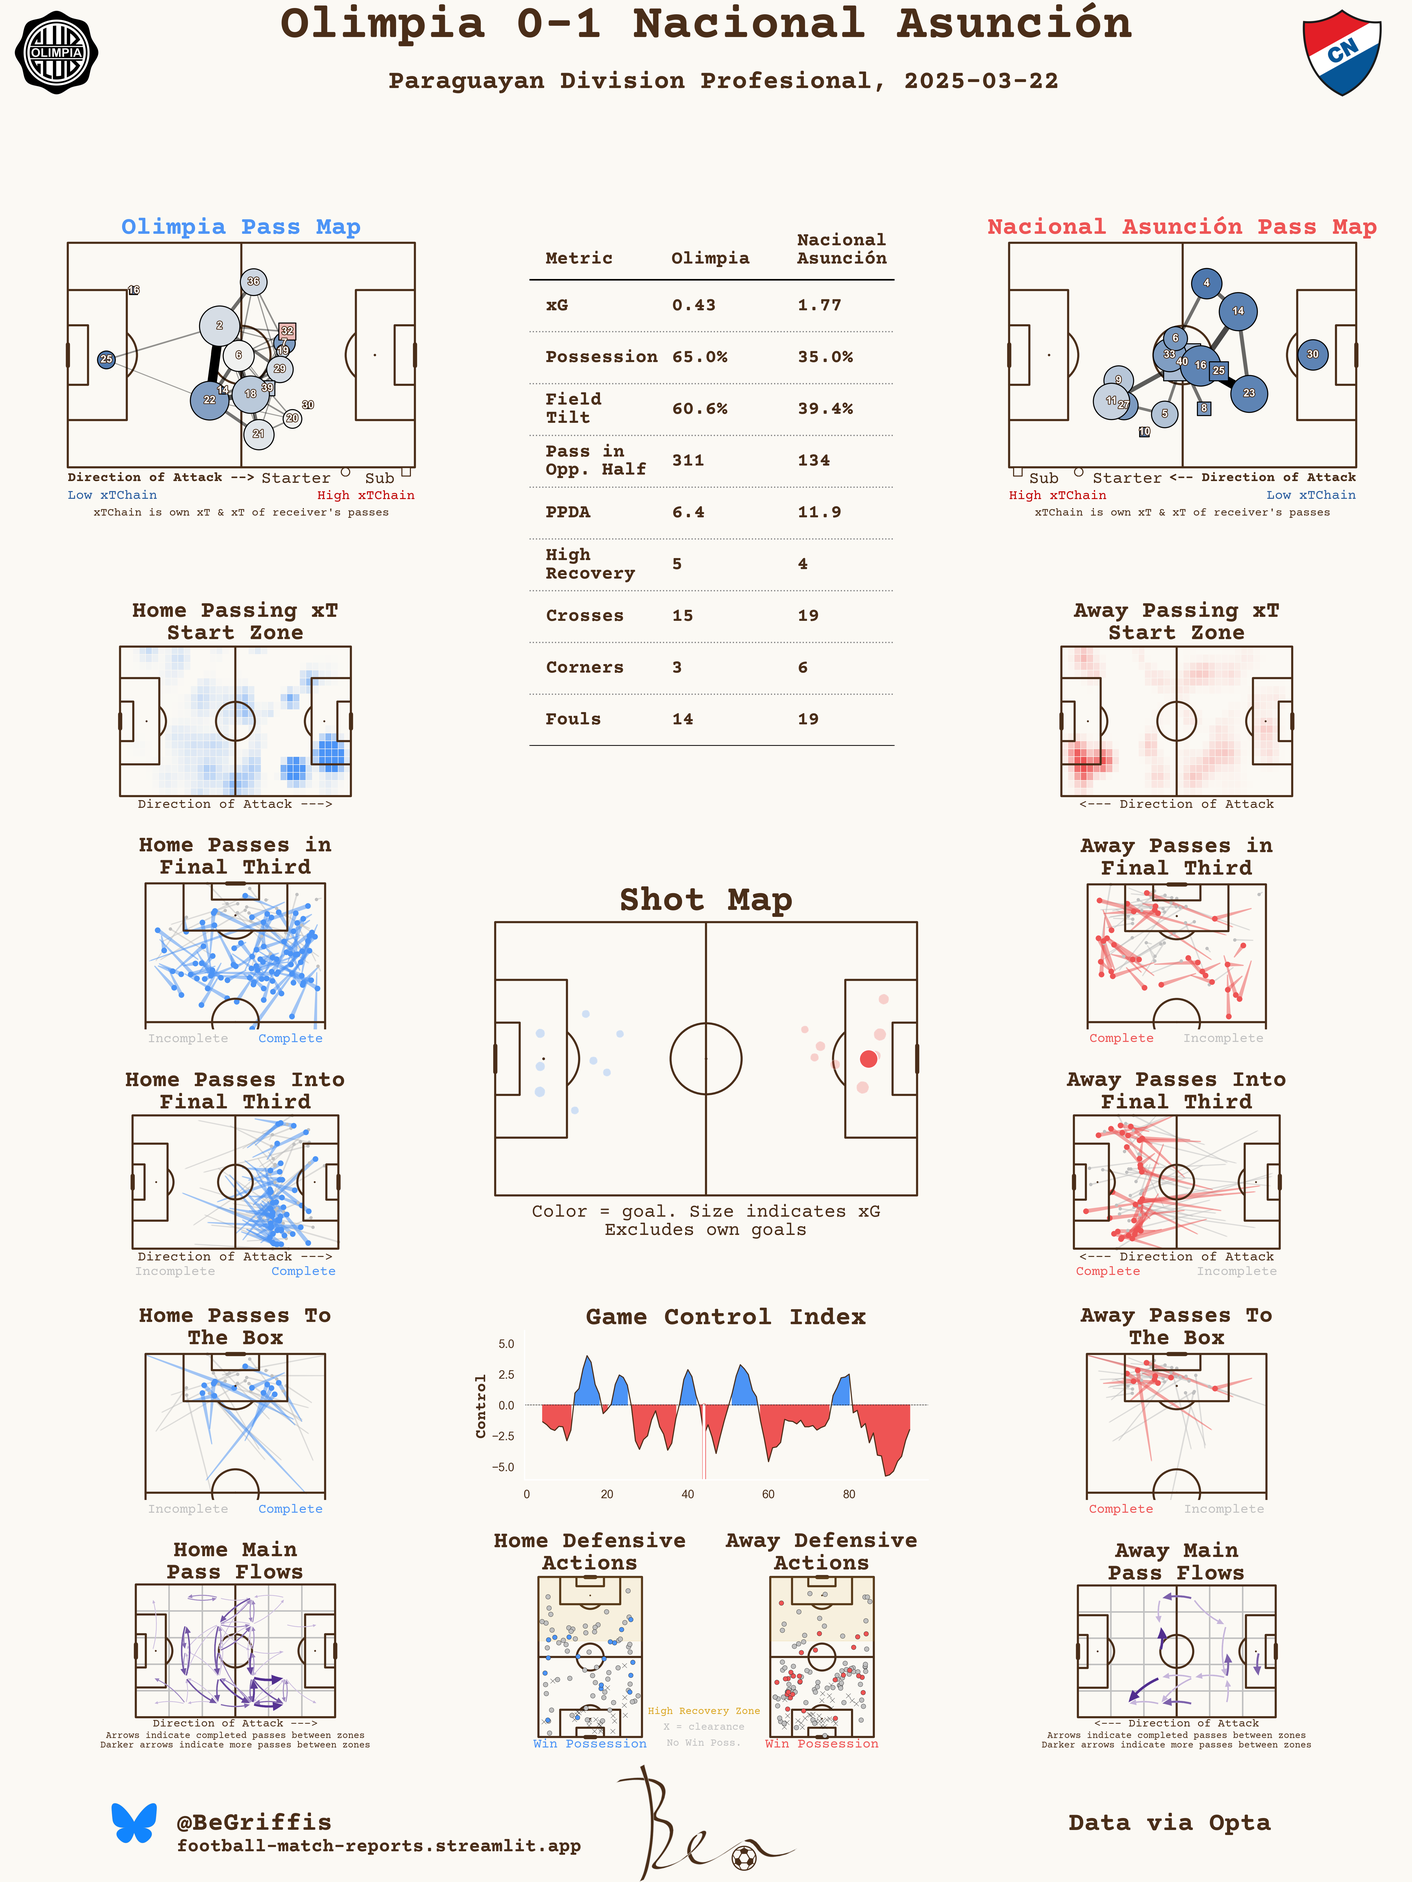 Olimpia 0-1 Nacional Asunción
Paraguayan Division Profesional, 2025-03-22
OLIMPIA
CN
Olimpia Pass Map
16
36
2
32
7
19
6
29
25
14
39
22
18
30
20
21
Direction of Attack --> Starter Sub
Low xTChain High xTChain
xTChain is own xT & xT of receiver's passes
Metric Olimpia Nacional Asunción
xG 0.43 1.77
Possession 65.0% 35.0%
Field Tilt 60.6% 39.4%
Pass in Opp. Half 311 134
PPDA 6.4 11.9
High Recovery 5 4
Crosses 15 19
Corners 3 6
Fouls 14 19
Nacional Asunción Pass Map
4
14
6
33
40
16
25
30
9
11
27
5
8
23
10
Sub Starter <-- Direction of Attack
High xTChain Low xTChain
xTChain is own xT & xT of receiver's passes
Home Passing xT
Start Zone
Direction of Attack --->
Away Passing xT
Start Zone
<--- Direction of Attack
Home Passes in
Final Third
Incomplete Complete
Away Passes in
Final Third
Complete Incomplete
Shot Map
Color = goal. Size indicates xG
Excludes own goals
Home Passes Into
Final Third
Direction of Attack --->
Incomplete Complete
Away Passes Into
Final Third
<--- Direction of Attack
Complete Incomplete
Home Passes To
The Box
Incomplete Complete
Game Control Index
Control
5.0
2.5
0.0
−2.5
−5.0
0 20 40 60 80
Away Passes To
The Box
Complete Incomplete
Home Main
Pass Flows
Direction of Attack --->
Arrows indicate completed passes between zones
Darker arrows indicate more passes between zones
Home Defensive
Actions
Win Possession
Away Defensive
Actions
Win Possession
High Recovery Zone
X = clearance
No Win Poss.
Away Main
Pass Flows
<--- Direction of Attack
Arrows indicate completed passes between zones
Darker arrows indicate more passes between zones
@BeGriffis
football-match-reports.streamlit.app
Ben
Data via Opta